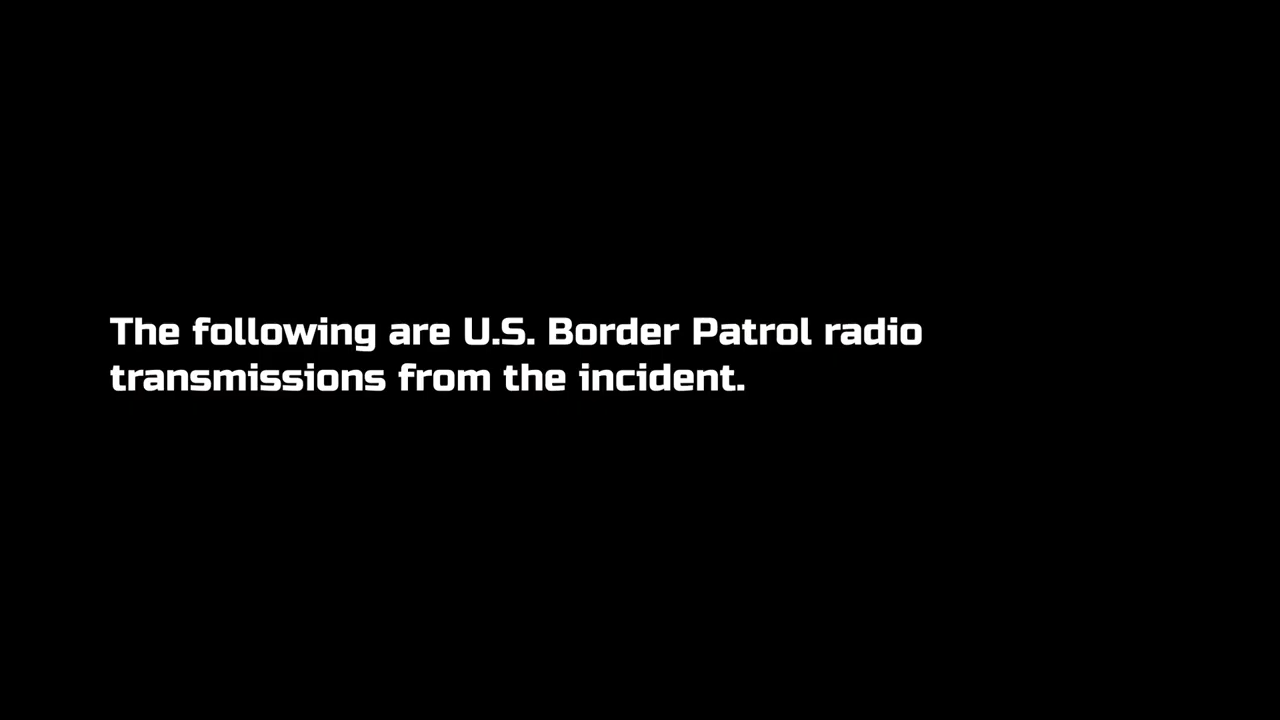 The following are U.S. Border Patrol radio
transmissions from the incident.